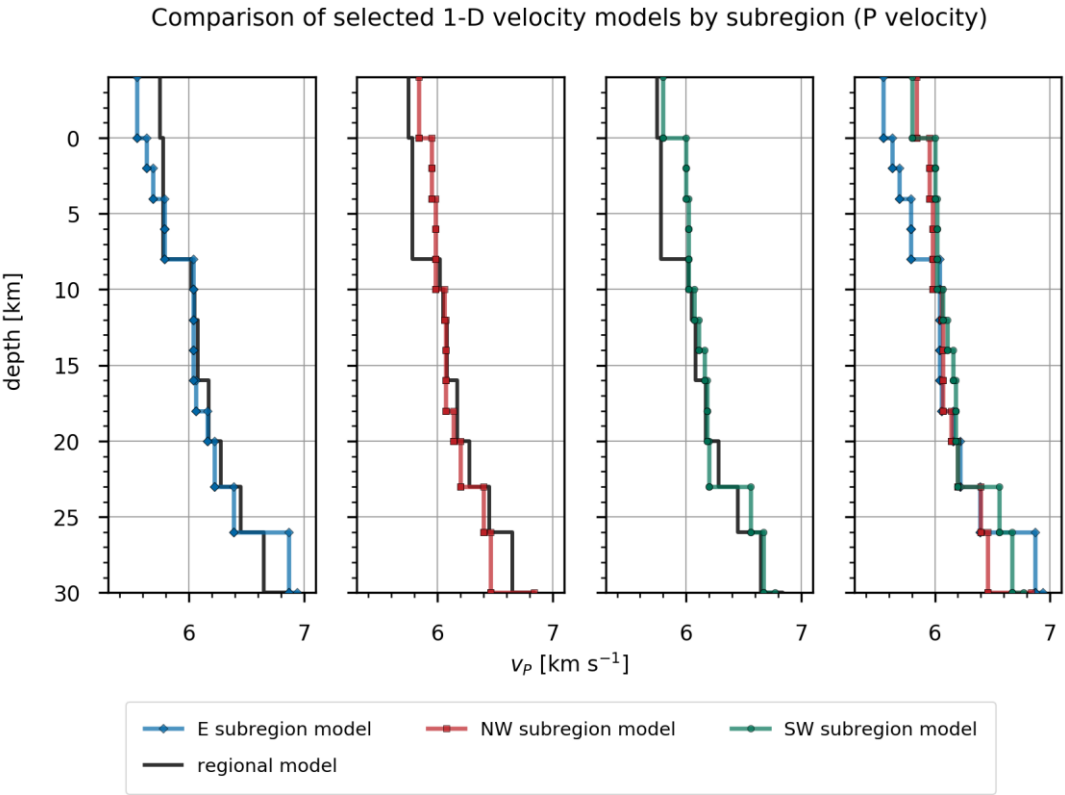 Comparison of selected 1-D velocity models by subregion (P velocity)
0
5
10
15
20
25
30
depth [km]
6 7 6 7 6 7 6 7
v_P [km s⁻¹]
E subregion model NW subregion model SW subregion model
regional model